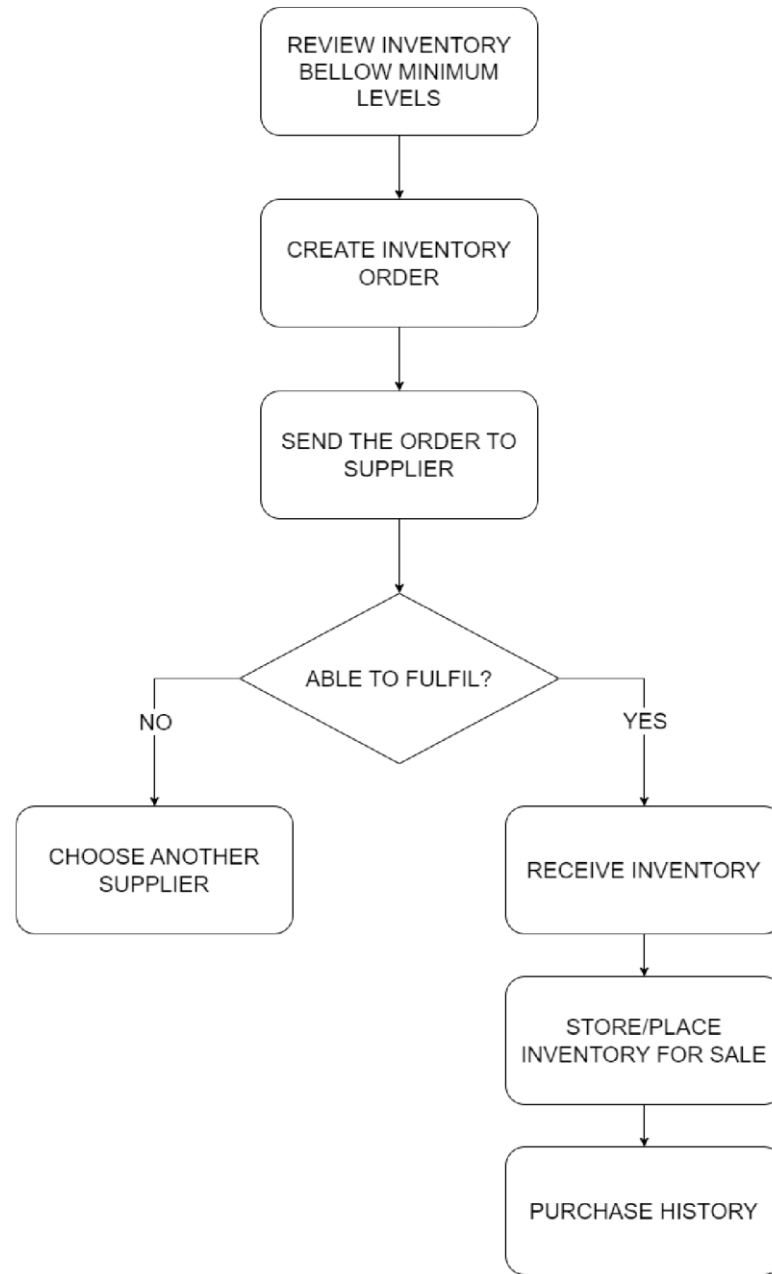 REVIEW INVENTORY
BELLOW MINIMUM
LEVELS
CREATE INVENTORY
ORDER
SEND THE ORDER TO
SUPPLIER
ABLE TO FULFIL?
NO
YES
CHOOSE ANOTHER
SUPPLIER
RECEIVE INVENTORY
STORE/PLACE
INVENTORY FOR SALE
PURCHASE HISTORY